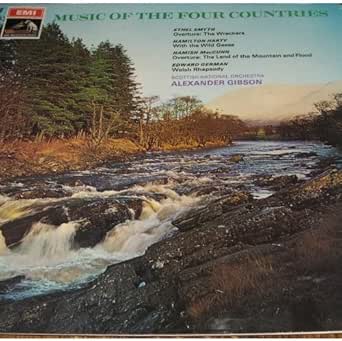 MUSIC OF THE FOUR COUNTRIES
EMI
ETHEL SMYTH
Overture: The Wreckers
HAMILTON HARTY
With the Wild Geese
HAMISH MacCUNN
Overture: The Land of the Mountain and Flood
EDWARD GERMAN
Welsh Rhapsody
SCOTTISH NATIONAL ORCHESTRA
ALEXANDER GIBSON